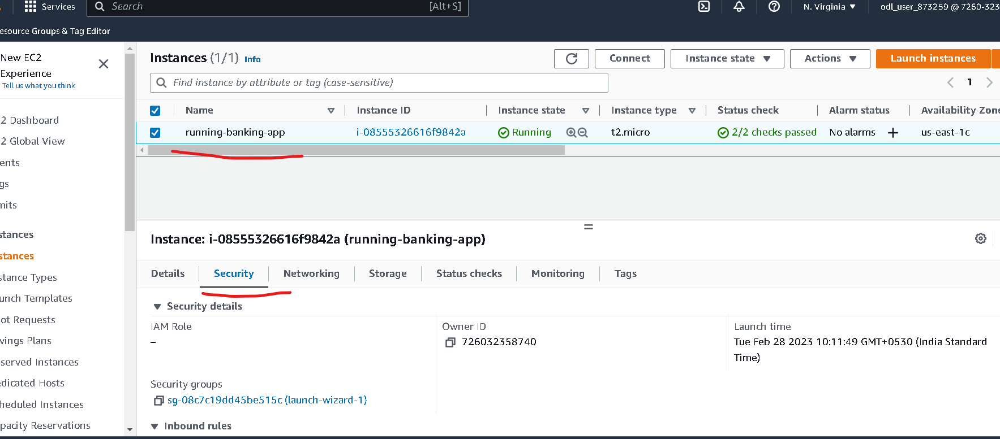 Services
Search
[Alt+S]
N. Virginia ▼
odl_user_873259 @ 7260-323
esource Groups & Tag Editor
New EC2
Experience
Tell us what you think
2 Dashboard
2 Global View
ents
gs
mits
stances
stances
stance Types
unch Templates
ot Requests
vings Plans
served Instances
edicated Hosts
heduled Instances
pacity Reservations
Instances (1/1) Info
Connect
Instance state ▼
Actions ▼
Launch instances
Find instance by attribute or tag (case-sensitive)
1
Name
Instance ID
Instance state
Instance type
Status check
Alarm status
Availability Zone
running-banking-app
i-08555326616f9842a
Running
t2.micro
2/2 checks passed
No alarms +
us-east-1c
Instance: i-08555326616f9842a (running-banking-app)
Details
Security
Networking
Storage
Status checks
Monitoring
Tags
▼ Security details
IAM Role
–
Owner ID
726032358740
Launch time
Tue Feb 28 2023 10:11:49 GMT+0530 (India Standard
Time)
Security groups
sg-08c7c19dd45be515c (launch-wizard-1)
▼ Inbound rules